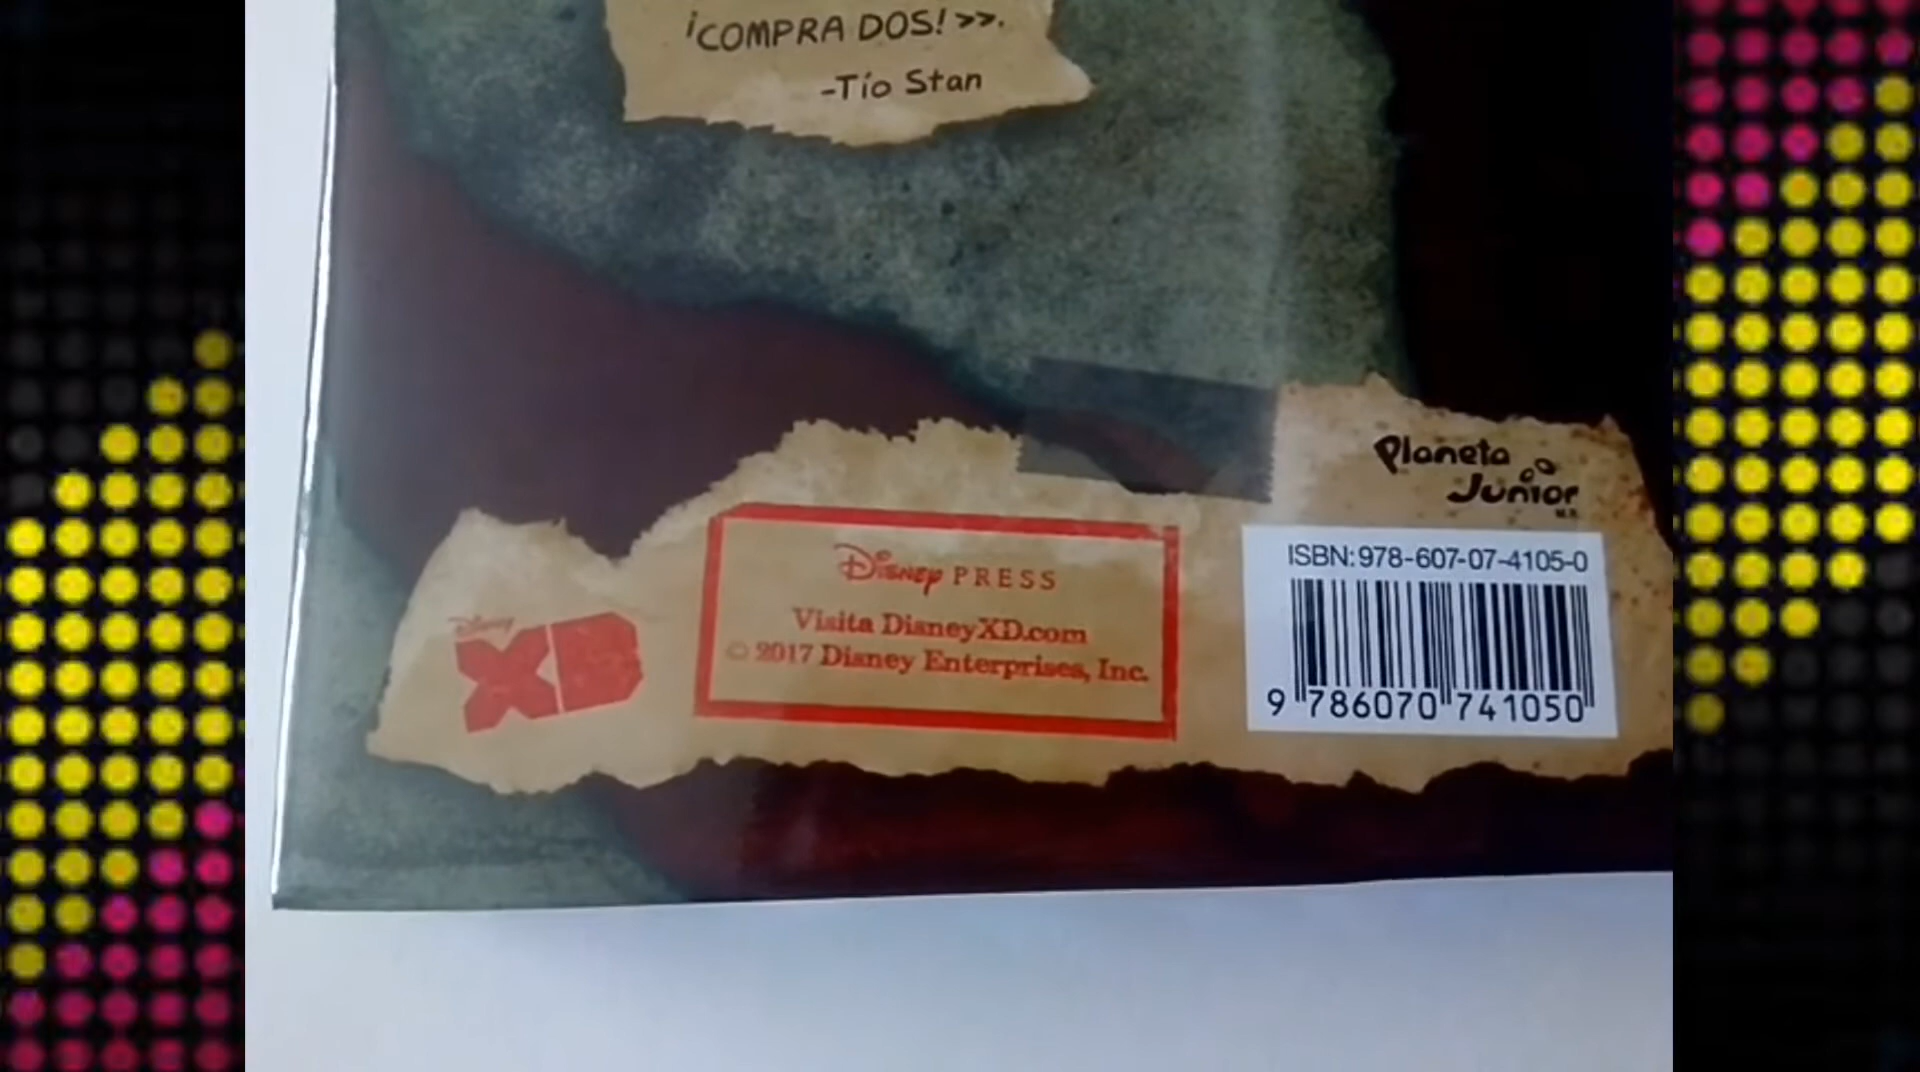 ¡COMPRA DOS! >>.
-Tío Stan
Planeta
Junior
M.R.
ISBN: 978-607-07-4105-0
Disney PRESS
Visita DisneyXD.com
© 2017 Disney Enterprises, Inc.
Disney
XD
9 786070 741050